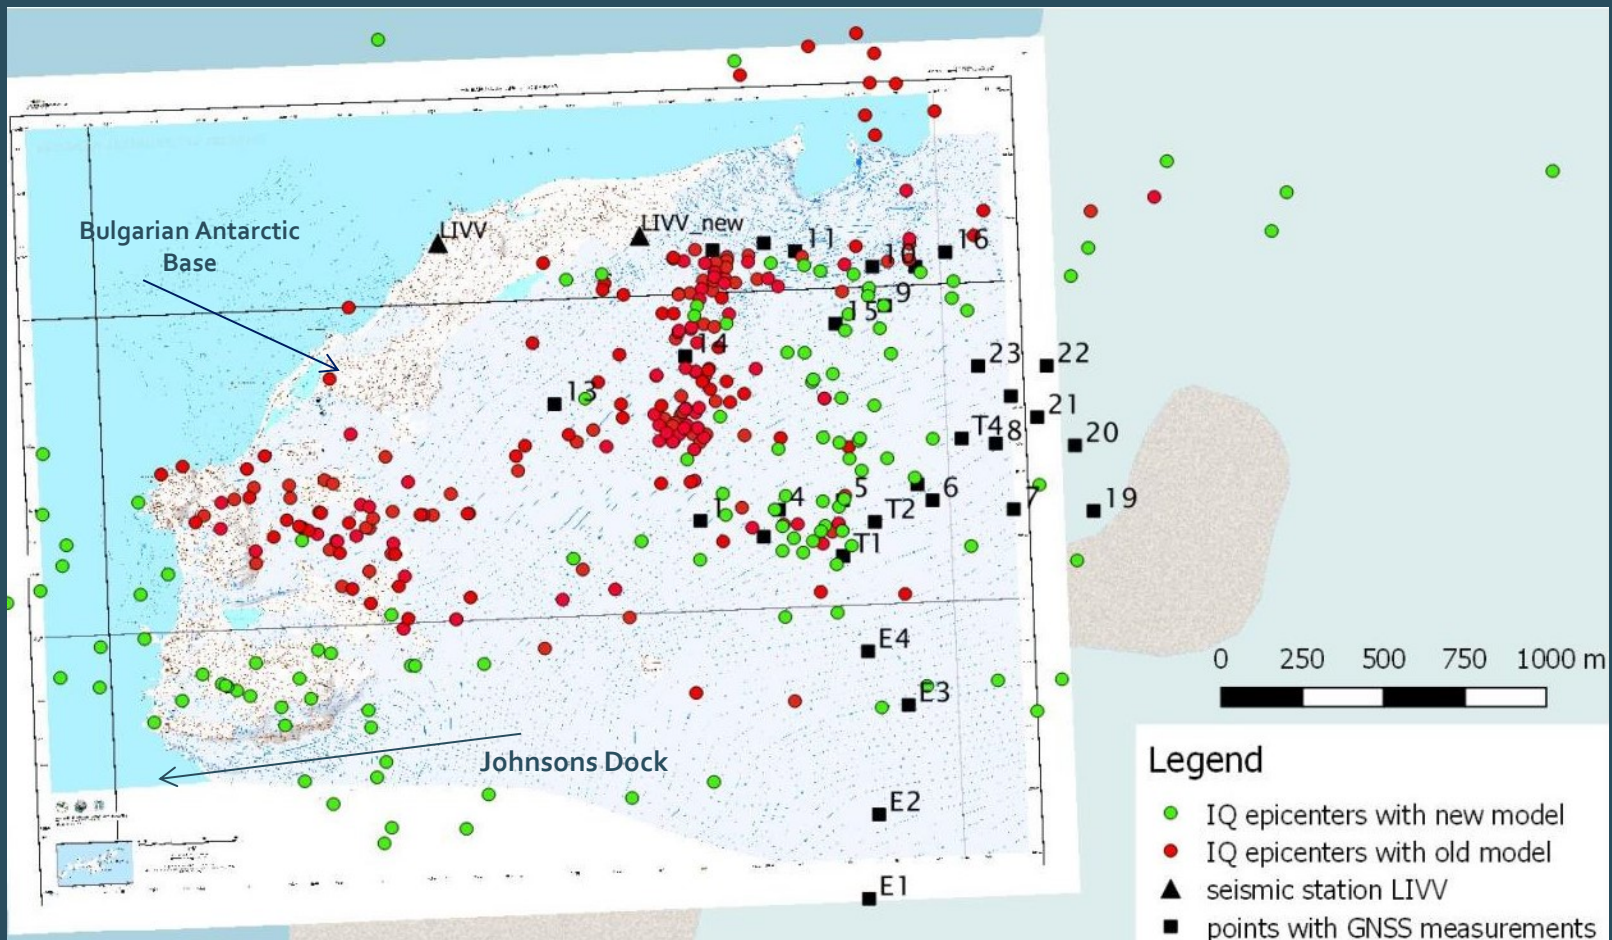 LIVV
LIVV_new
11
16
Bulgarian Antarctic
Base
10
9
15
14
23
22
13
21
T4
8
20
1
4
5
6
T2
7
19
T1
E4
0
250
500
750
1000 m
E3
Johnsons Dock
E2
E1
Legend
IQ epicenters with new model
IQ epicenters with old model
seismic station LIVV
points with GNSS measurements